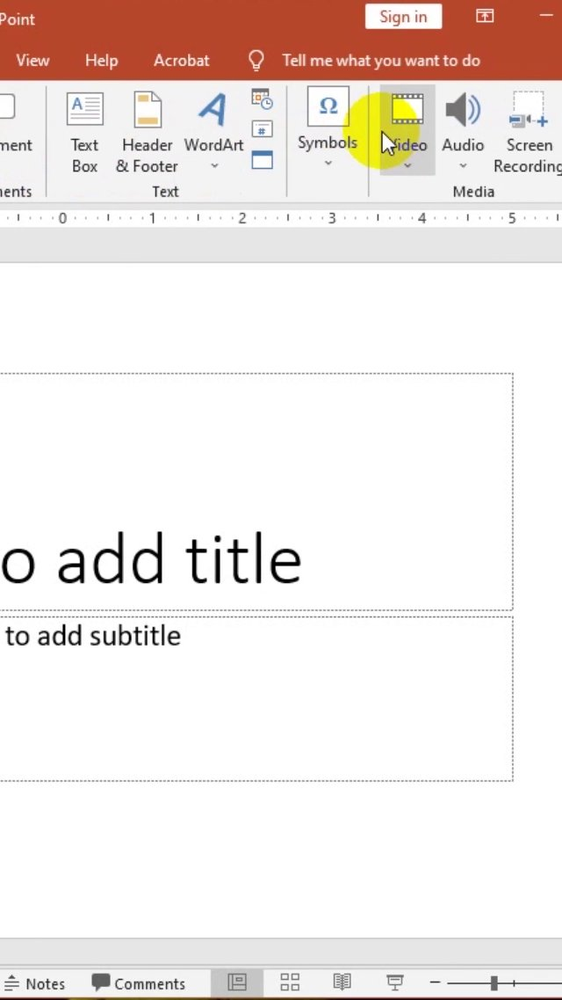 Point Sign in
View Help Acrobat Tell me what you want to do
ment Text Box Header & Footer WordArt Symbols Video Audio Screen Recording
ents Text Media
0 1 2 3 4 5
o add title
to add subtitle
Notes Comments